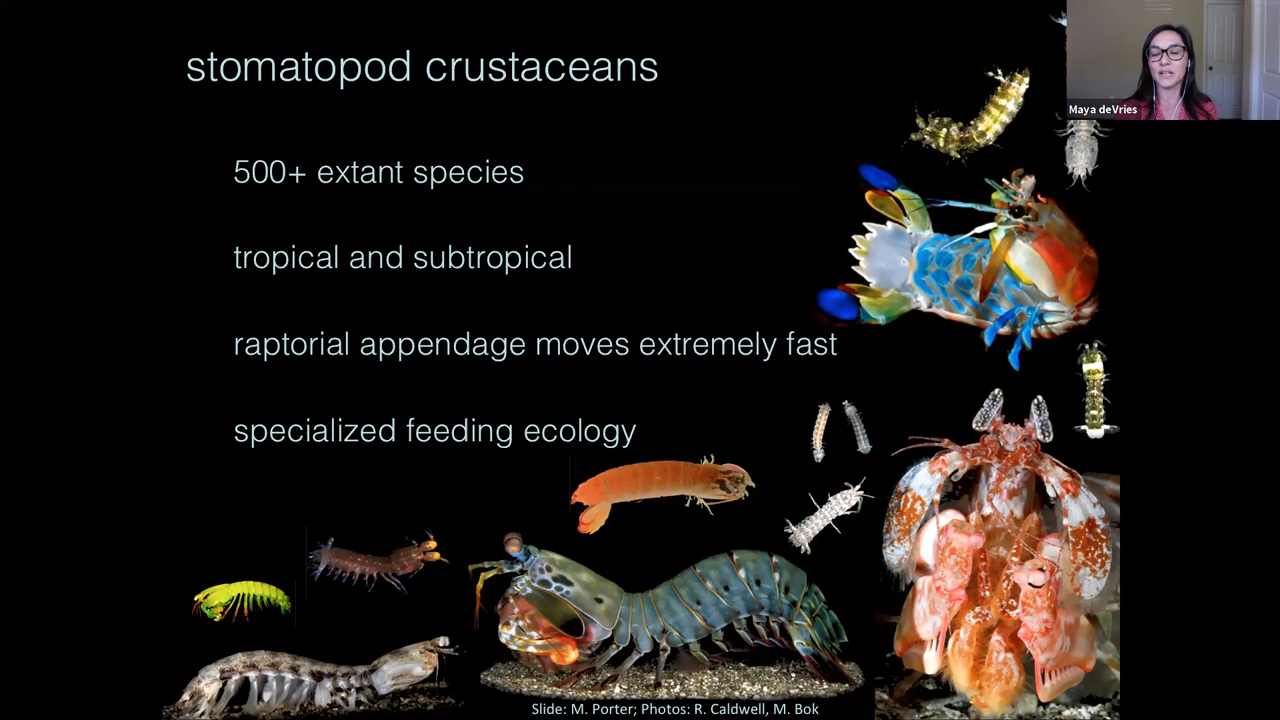 stomatopod crustaceans
Maya deVries
500+ extant species
tropical and subtropical
raptorial appendage moves extremely fast
specialized feeding ecology
Slide: M. Porter; Photos: R. Caldwell, M. Bok